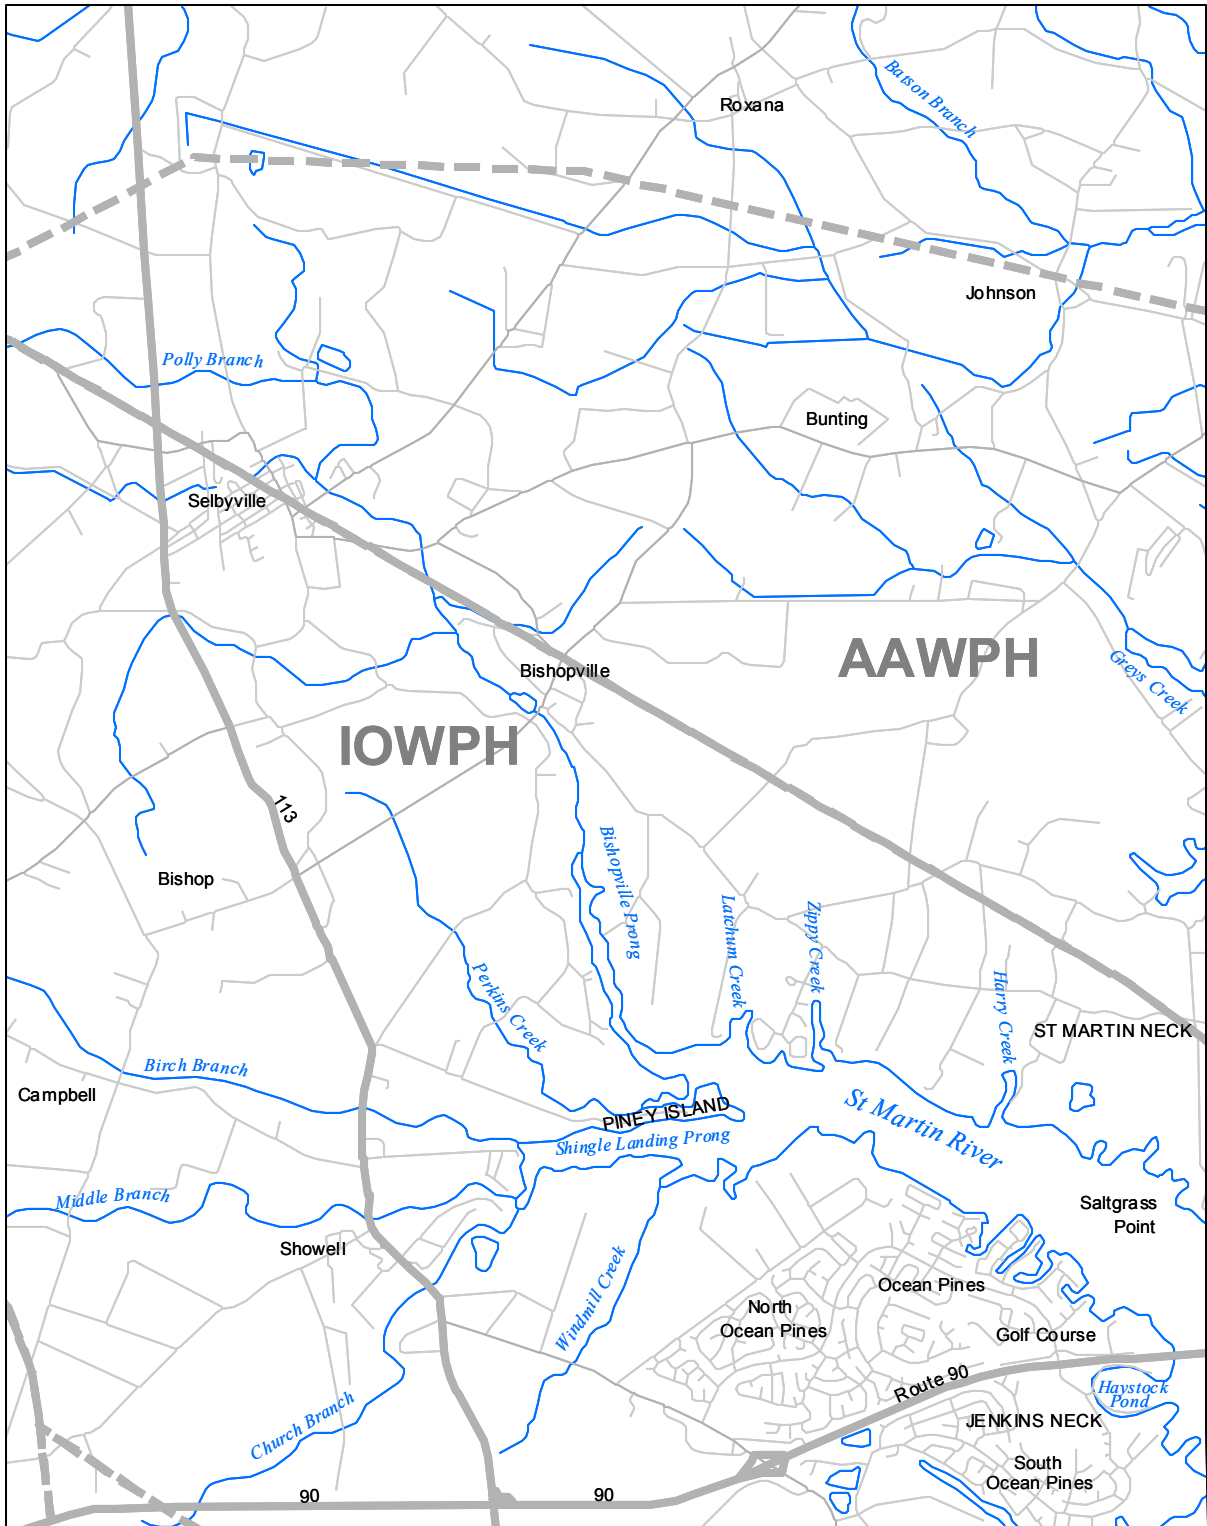 Roxana
Batson Branch
Johnson
Polly Branch
Bunting
Selbyville
Bishopville
AAWPH
Greys Creek
IOWPH
113
Bishop
Bishopville Prong
Latchum Creek
Zippy Creek
Perkins Creek
Harry Creek
ST MARTIN NECK
Birch Branch
Campbell
PINEY ISLAND
St Martin River
Shingle Landing Prong
Middle Branch
Saltgrass
Point
Showell
Windmill Creek
Ocean Pines
North
Ocean Pines
Golf Course
Route 90
Haystock
Pond
Church Branch
JENKINS NECK
South
Ocean Pines
90
90